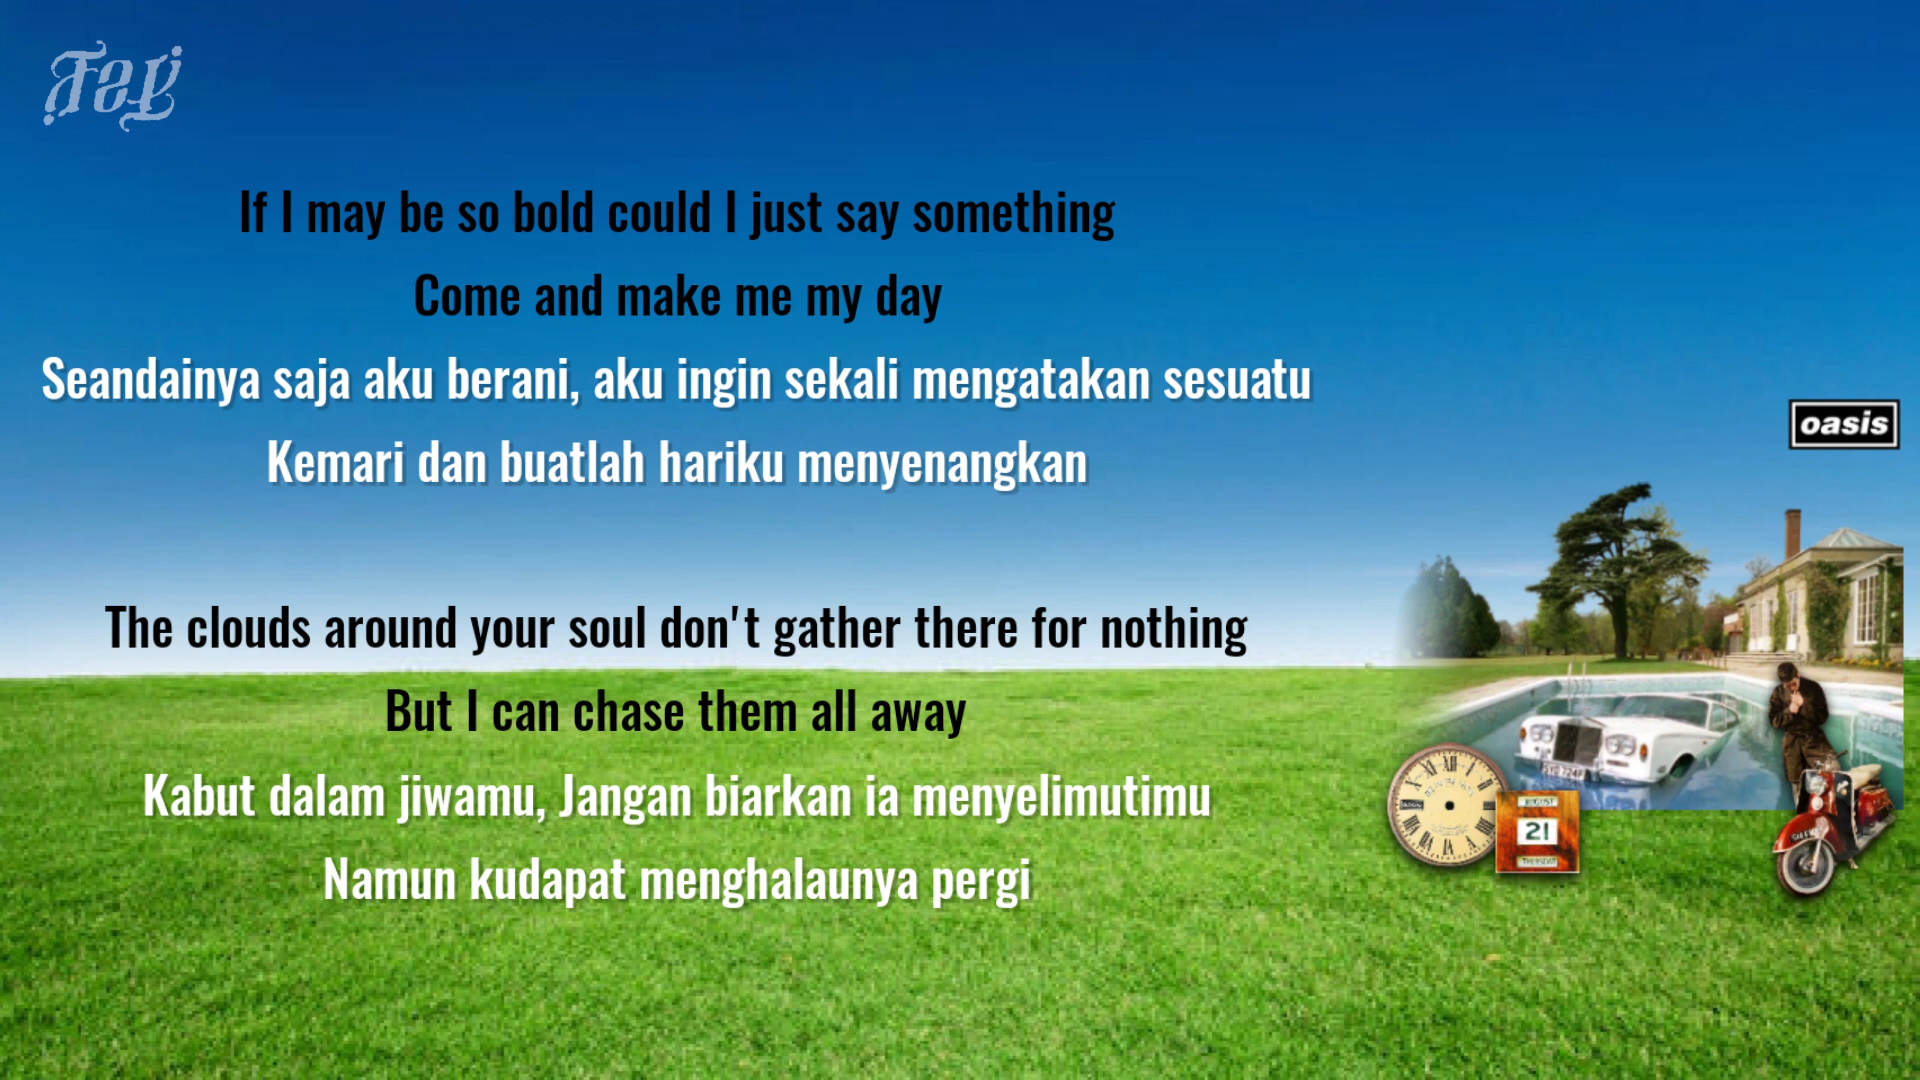 If I may be so bold could I just say something
Come and make me my day
Seandainya saja aku berani, aku ingin sekali mengatakan sesuatu
Kemari dan buatlah hariku menyenangkan
oasis
The clouds around your soul don't gather there for nothing
But I can chase them all away
Kabut dalam jiwamu, Jangan biarkan ia menyelimutimu
Namun kudapat menghalaunya pergi
AUGUST
21
THURSDAY